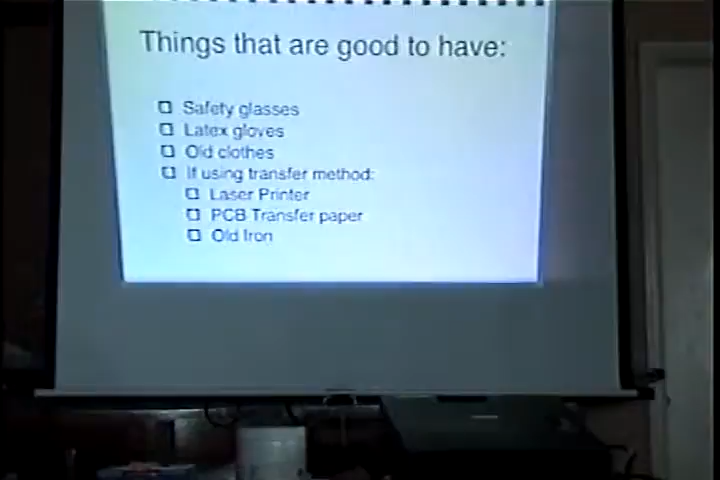 Things that are good to have:
Safety glasses
Latex gloves
Old clothes
If using transfer method:
Laser Printer
PCB Transfer paper
Old Iron